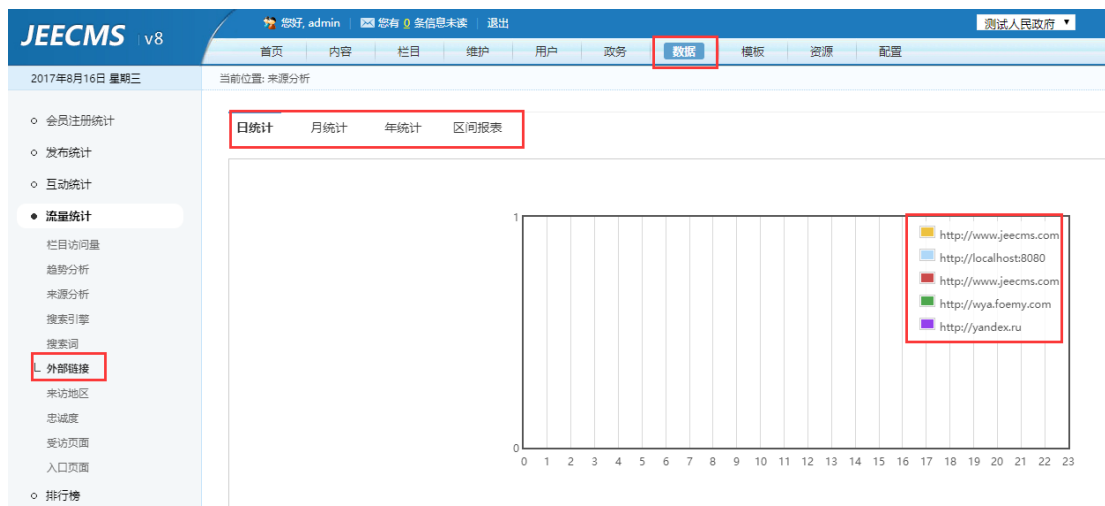 JEECMS v8
您好, admin 您有 0 条信息未读 退出
测试人民政府
首页 内容 栏目 维护 用户 政务 数据 模板 资源 配置
2017年8月16日 星期三
当前位置: 来源分析
会员注册统计
发布统计
互动统计
流量统计
栏目访问量
趋势分析
来源分析
搜索引擎
搜索词
外部链接
来访地区
忠诚度
受访页面
入口页面
排行榜
日统计 月统计 年统计 区间报表
1
http://www.jeecms.com
http://localhost:8080
http://www.jeecms.com
http://wya.foemy.com
http://yandex.ru
0
0 1 2 3 4 5 6 7 8 9 10 11 12 13 14 15 16 17 18 19 20 21 22 23